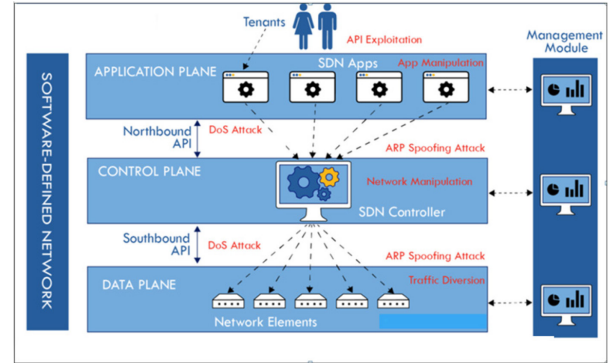 Tenants
API Exploitation
Management
Module
SOFTWARE-DEFINED NETWORK
SDN Apps
APPLICATION PLANE
App Manipulation
Northbound
API
DoS Attack
ARP Spoofing Attack
CONTROL PLANE
Network Manipulation
SDN Controller
Southbound
API
DoS Attack
ARP Spoofing Attack
Traffic Diversion
DATA PLANE
Network Elements